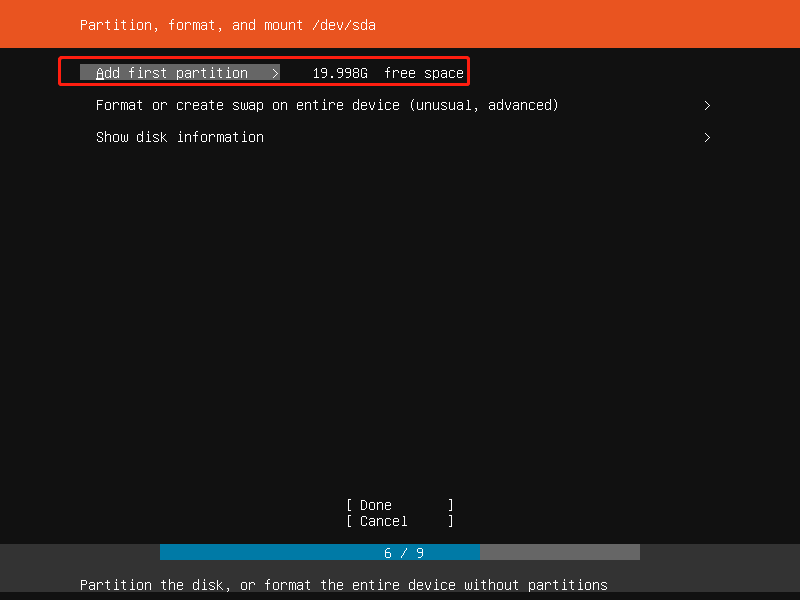 Partition, format, and mount /dev/sda
Add first partition > 19.998G free space
Format or create swap on entire device (unusual, advanced) >
Show disk information >
[ Done ]
[ Cancel ]
6 / 9
Partition the disk, or format the entire device without partitions